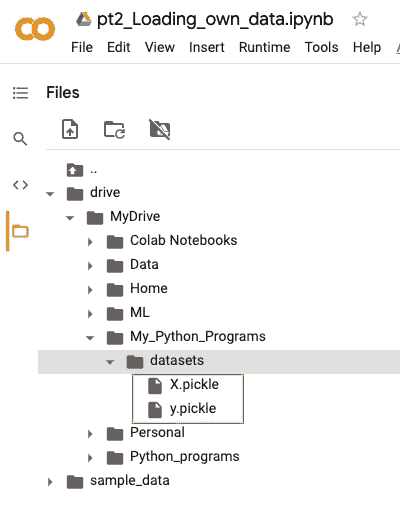 pt2_Loading_own_data.ipynb
File Edit View Insert Runtime Tools Help
Files
..
drive
MyDrive
Colab Notebooks
Data
Home
ML
My_Python_Programs
datasets
X.pickle
y.pickle
Personal
Python_programs
sample_data